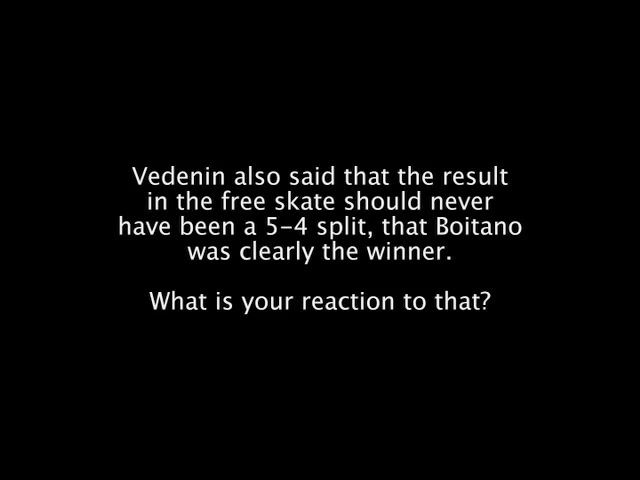 Vedenin also said that the result
in the free skate should never
have been a 5-4 split, that Boitano
was clearly the winner.
What is your reaction to that?